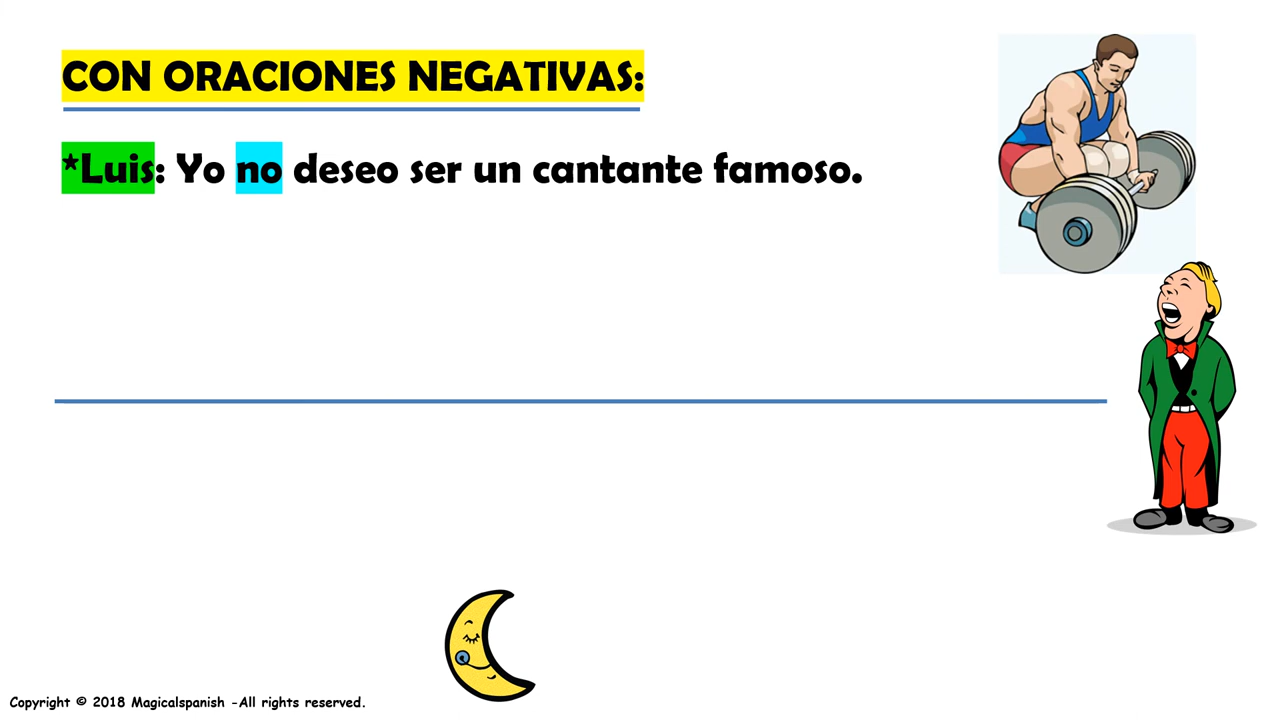 CON ORACIONES NEGATIVAS:
*Luis: Yo no deseo ser un cantante famoso.
Copyright © 2018 Magicalspanish -All rights reserved.